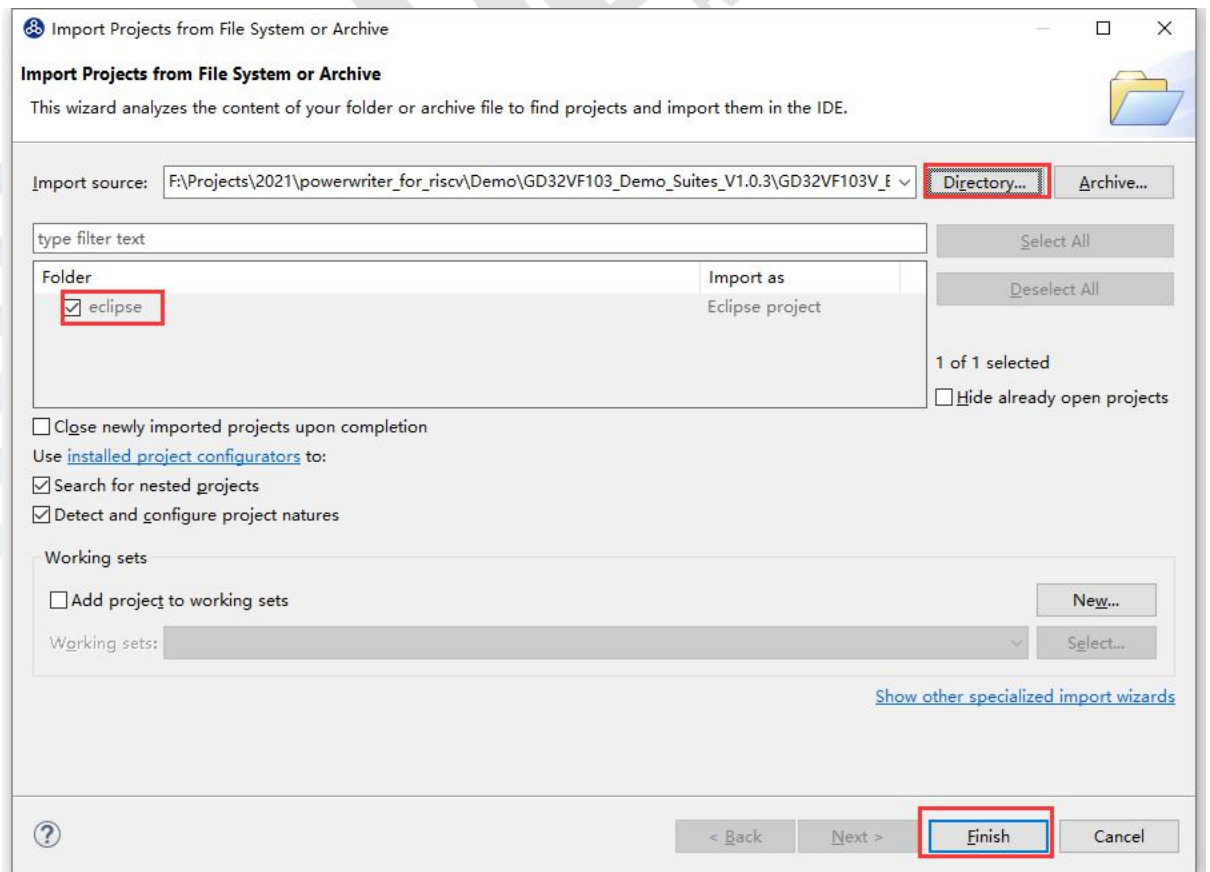 Import Projects from File System or Archive
Import Projects from File System or Archive
This wizard analyzes the content of your folder or archive file to find projects and import them in the IDE.
Import source: F:\Projects\2021\powerwriter_for_riscv\Demo\GD32VF103_Demo_Suites_V1.0.3\GD32VF103V_E Directory... Archive...
type filter text Select All
Folder Import as
Deselect All
eclipse Eclipse project
1 of 1 selected
Hide already open projects
Close newly imported projects upon completion
Use installed project configurators to:
Search for nested projects
Detect and configure project natures
Working sets
Add project to working sets New...
Working sets: Select...
Show other specialized import wizards
? < Back Next > Finish Cancel